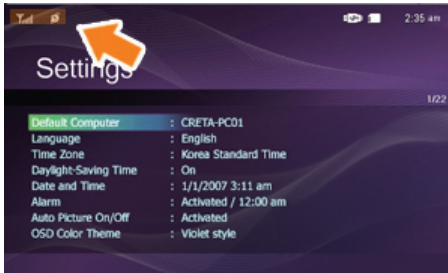 2:35 am
Settings
1/22
Default Computer : CRETA-PC01
Language : English
Time Zone : Korea Standard Time
Daylight-Saving Time : On
Date and Time : 1/1/2007 3:11 am
Alarm : Activated / 12:00 am
Auto Picture On/Off : Activated
OSD Color Theme : Violet style